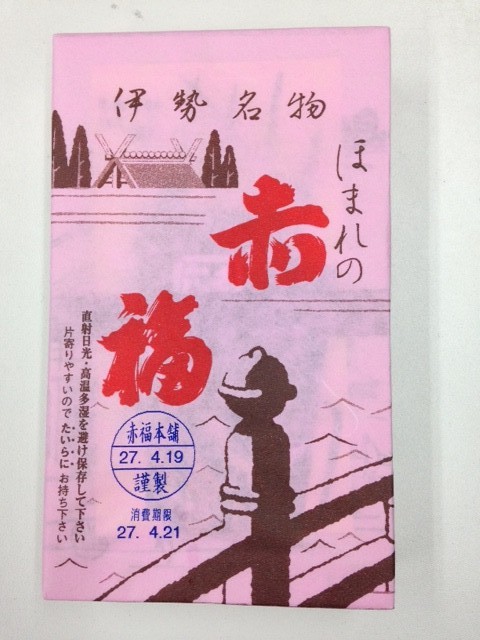 伊勢名物
ほまれの
赤福
直射日光・高温多湿を避け保存して下さい
片寄りやすいので たいらに お持ち下さい
赤福本舗
27. 4.19
謹製
消費期限
27. 4.21